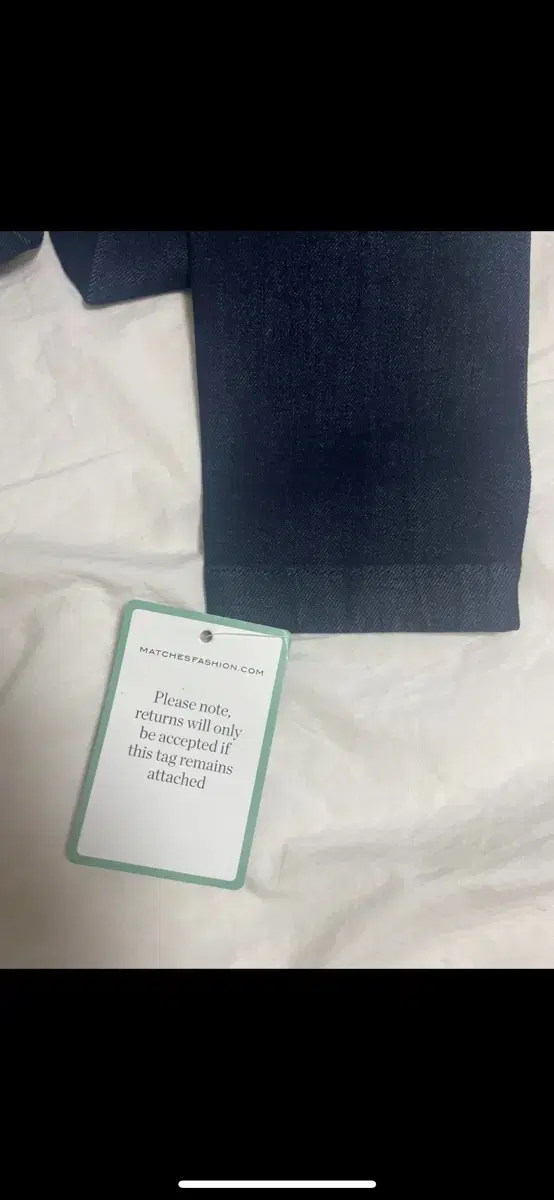 MATCHESFASHION.COM
Please note,
returns will only
be accepted if
this tag remains
attached